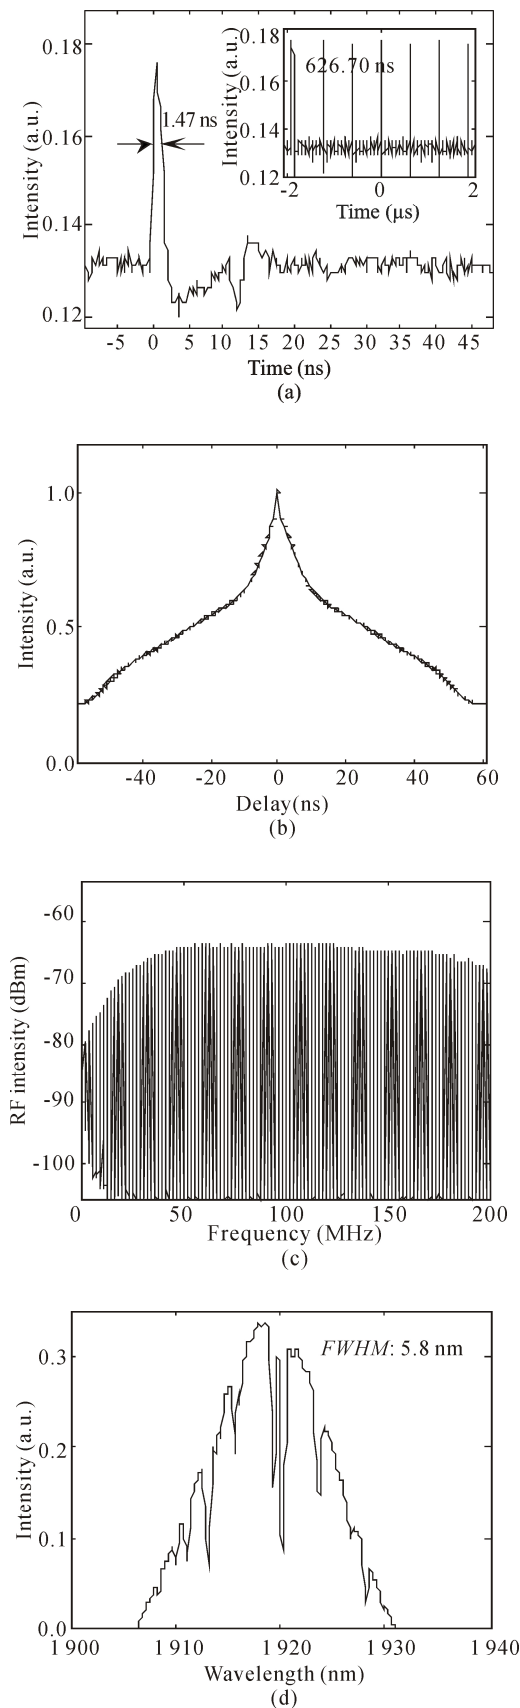 0.18
0.16
0.14
0.12
Intensity (a.u.)
1.47 ns
0.18
0.16
0.14
0.12
Intensity (a.u.)
626.70 ns
-2 0 2
Time (µs)
-5 0 5 10 15 20 25 30 35 40 45
Time (ns)
(a)
1.0
0.5
0.0
Intensity (a.u.)
-40 -20 0 20 40 60
Delay(ns)
(b)
-60
-70
-80
-90
-100
RF intensity (dBm)
0 50 100 150 200
Frequency (MHz)
(c)
FWHM: 5.8 nm
0.3
0.2
0.1
0.0
Intensity (a.u.)
1 900 1 910 1 920 1 930 1 940
Wavelength (nm)
(d)